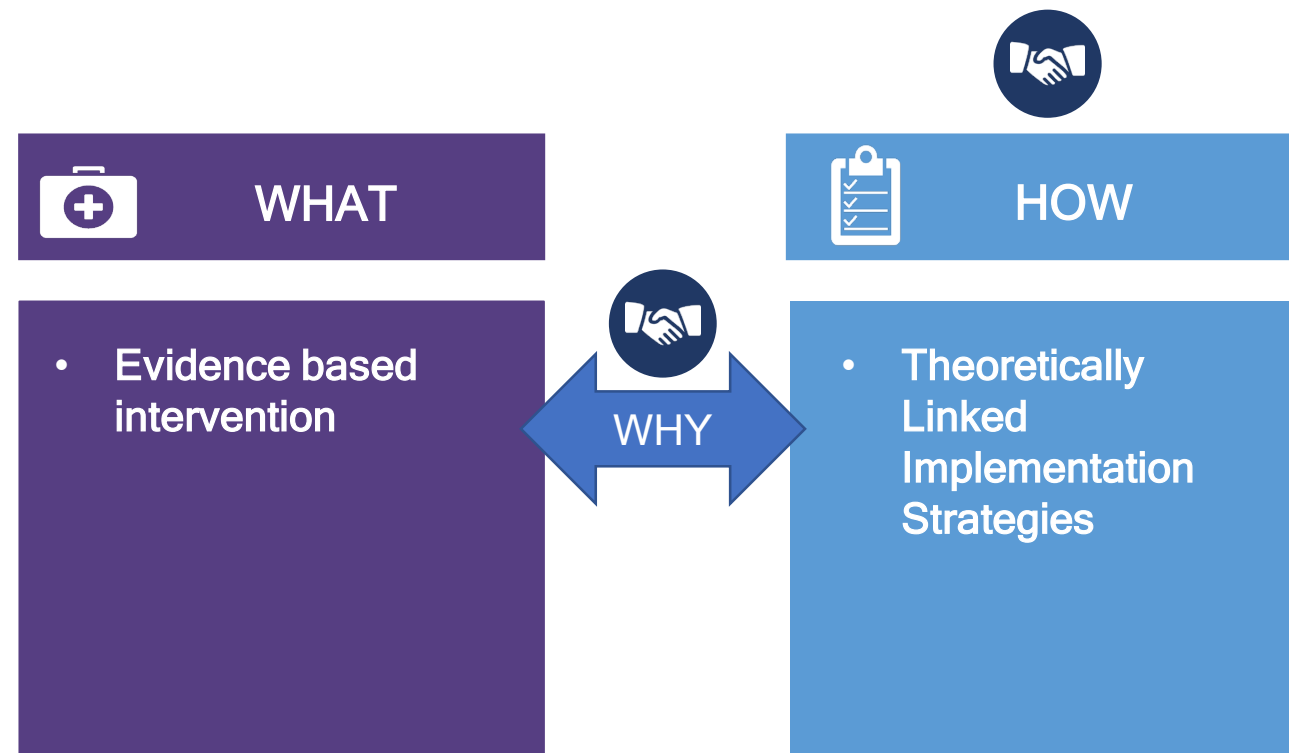 WHAT
HOW
• Evidence based
intervention
WHY
• Theoretically
Linked
Implementation
Strategies